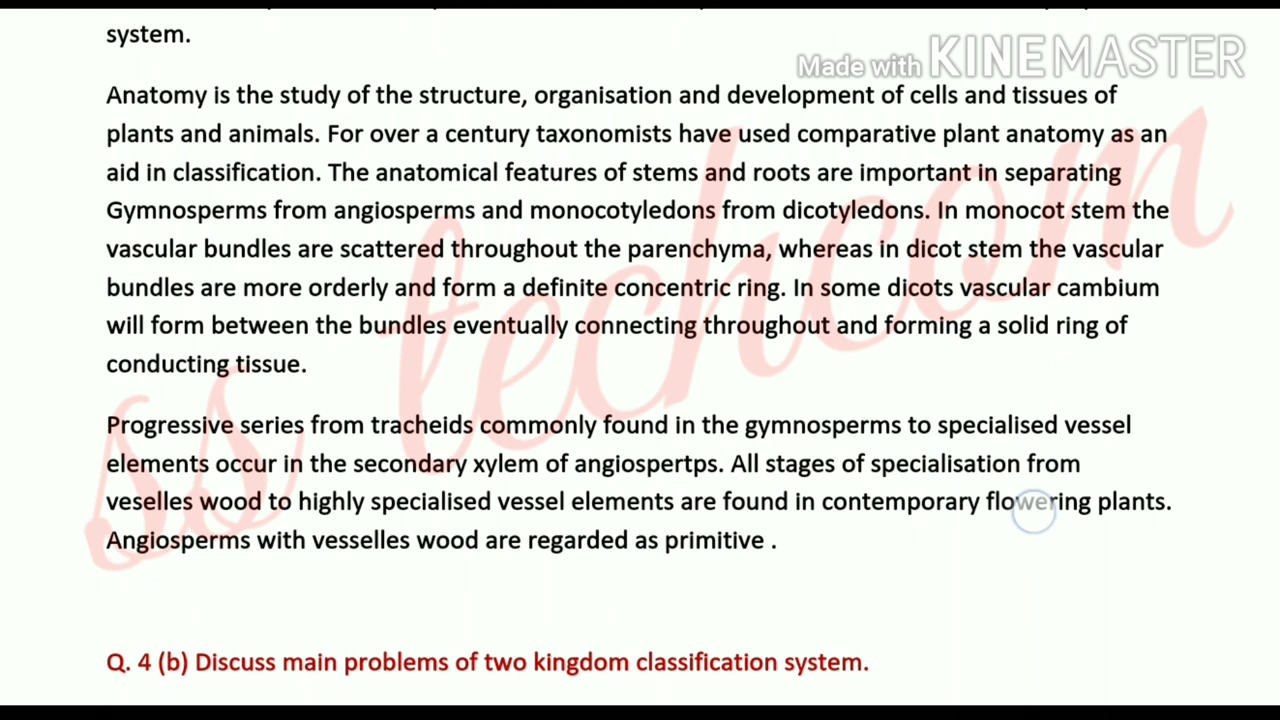 system.
Made with KINEMASTER
Anatomy is the study of the structure, organisation and development of cells and tissues of
plants and animals. For over a century taxonomists have used comparative plant anatomy as an
aid in classification. The anatomical features of stems and roots are important in separating
Gymnosperms from angiosperms and monocotyledons from dicotyledons. In monocot stem the
vascular bundles are scattered throughout the parenchyma, whereas in dicot stem the vascular
bundles are more orderly and form a definite concentric ring. In some dicots vascular cambium
will form between the bundles eventually connecting throughout and forming a solid ring of
conducting tissue.
ss techcom
Progressive series from tracheids commonly found in the gymnosperms to specialised vessel
elements occur in the secondary xylem of angiospertps. All stages of specialisation from
veselles wood to highly specialised vessel elements are found in contemporary flowering plants.
Angiosperms with vesselles wood are regarded as primitive .
Q. 4 (b) Discuss main problems of two kingdom classification system.